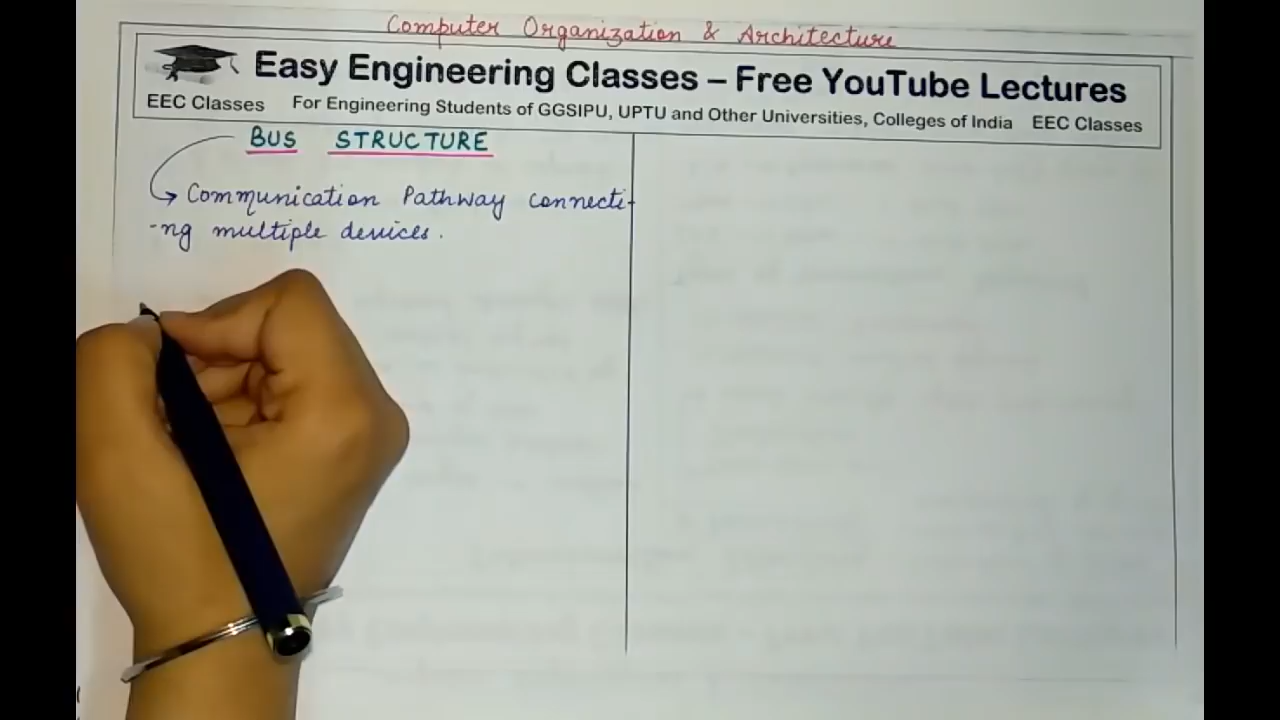 Computer Organization & Architecture
Easy Engineering Classes – Free YouTube Lectures
EEC Classes For Engineering Students of GGSIPU, UPTU and Other Universities, Colleges of India EEC Classes
BUS STRUCTURE
Communication Pathway connecti-
-ng multiple devices.